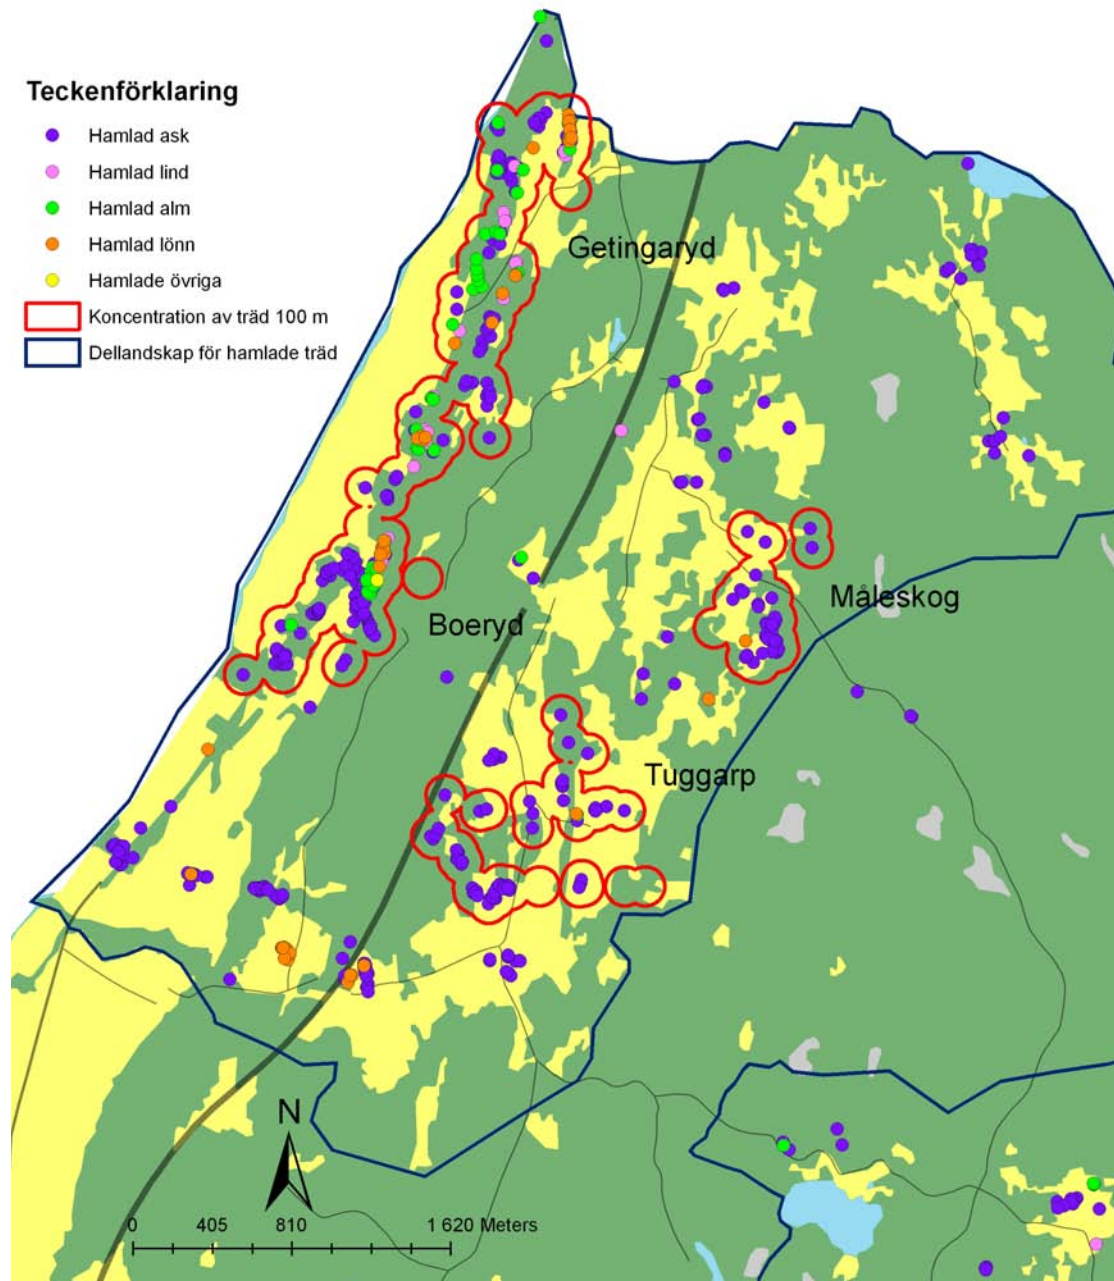 Teckenförklaring
Hamlad ask
Hamlad lind
Hamlad alm
Hamlad lönn
Hamlade övriga
Koncentration av träd 100 m
Dellandskap för hamlade träd
Getingaryd
Måleskog
Boeryd
Tuggarp
N
0 405 810 1 620 Meters